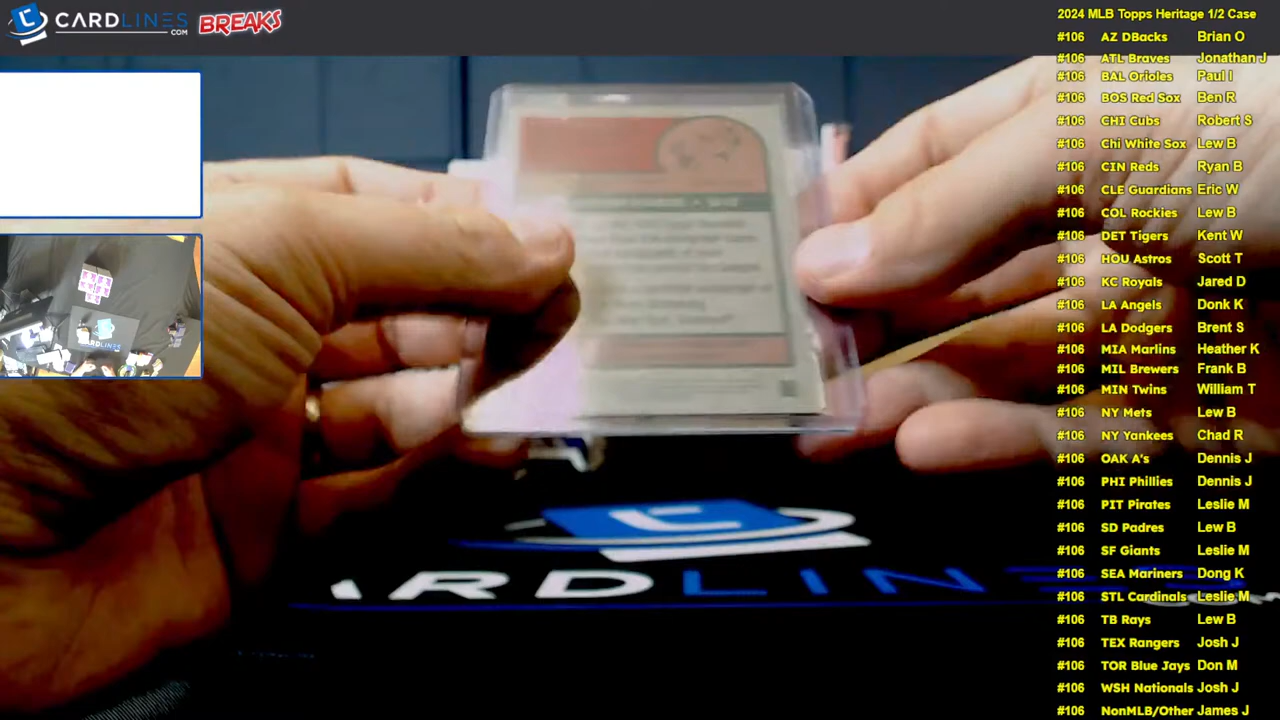 CARDLINES
.COM
BREAKS
2024 MLB Topps Heritage 1/2 Case
#106 AZ DBacks Brian O
#106 ATL Braves Jonathan J
#106 BAL Orioles Paul I
#106 BOS Red Sox Ben R
#106 CHI Cubs Robert S
#106 Chi White Sox Lew B
#106 CIN Reds Ryan B
#106 CLE Guardians Eric W
#106 COL Rockies Lew B
#106 DET Tigers Kent W
#106 HOU Astros Scott T
#106 KC Royals Jared D
#106 LA Angels Donk K
#106 LA Dodgers Brent S
#106 MIA Marlins Heather K
#106 MIL Brewers Frank B
#106 MIN Twins William T
#106 NY Mets Lew B
#106 NY Yankees Chad R
#106 OAK A's Dennis J
#106 PHI Phillies Dennis J
#106 PIT Pirates Leslie M
#106 SD Padres Lew B
#106 SF Giants Leslie M
#106 SEA Mariners Dong K
#106 STL Cardinals Leslie M
#106 TB Rays Lew B
#106 TEX Rangers Josh J
#106 TOR Blue Jays Don M
#106 WSH Nationals Josh J
#106 NonMLB/Other James J
ARDLINES